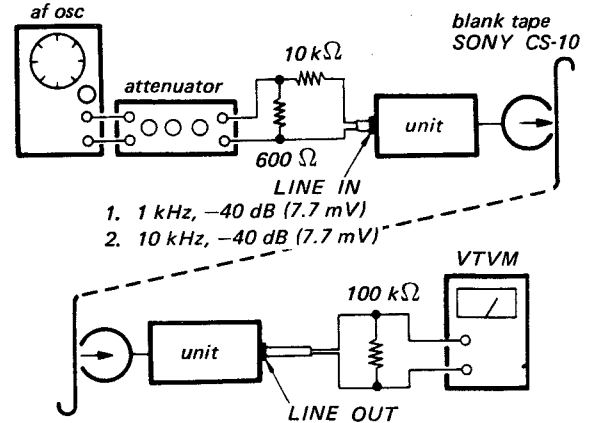 af osc
blank tape
SONY CS-10
attenuator
10 kΩ
600 Ω
unit
LINE IN
1. 1 kHz, −40 dB (7.7 mV)
2. 10 kHz, −40 dB (7.7 mV)
VTVM
100 kΩ
unit
LINE OUT